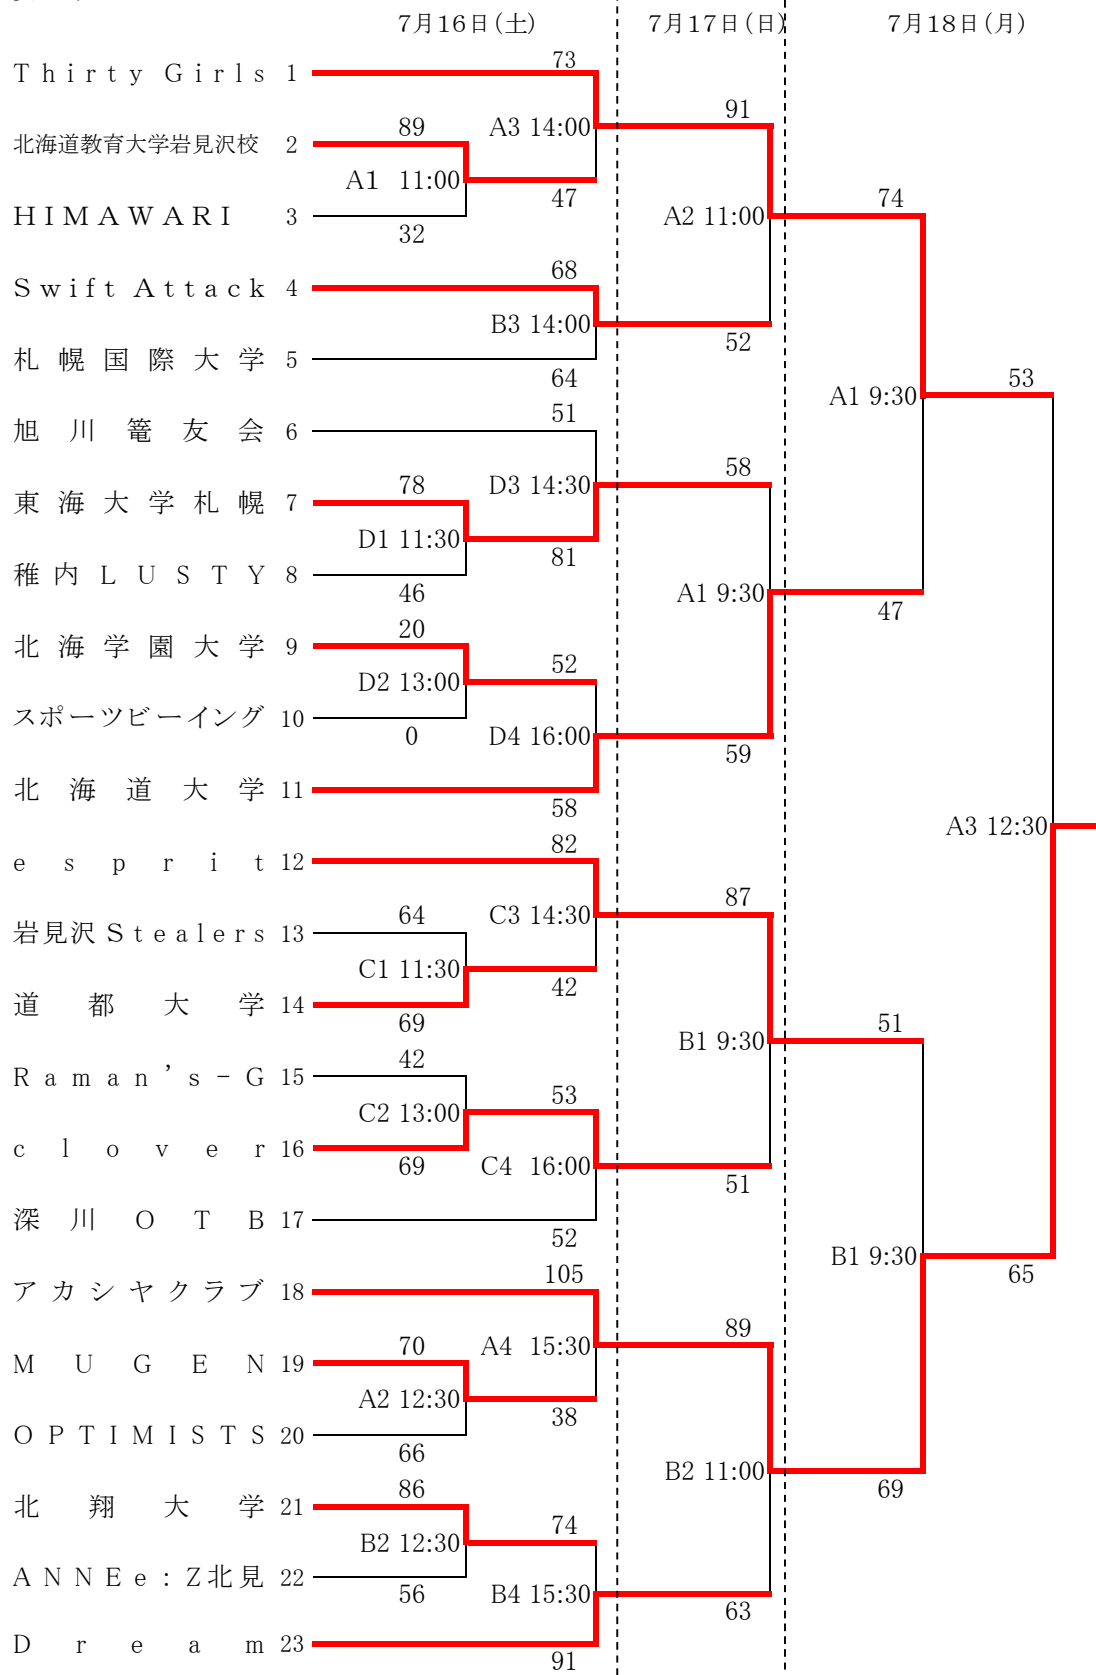 7月16日(土) 7月17日(日) 7月18日(月)
73
Thirty Girls 1
91
89 A3 14:00
北海道教育大学岩見沢校 2
A1 11:00
47 74
HIMAWARI 3 A2 11:00
32
68
Swift Attack 4
B3 14:00
52
札幌国際大学 5
64 53
A1 9:30
51
旭川篭友会 6
58
78 D3 14:30
東海大学札幌 7
D1 11:30
81
稚内LUSTY 8
46 A1 9:30
47
20
北海学園大学 9
52
D2 13:00
スポーツビーイング 10
0 D4 16:00
59
北海道大学 11
58
A3 12:30
82
esprit 12
87
64 C3 14:30
岩見沢Stealers 13
C1 11:30
42
道都大学 14
69 51
B1 9:30
42
Raman's-G 15
53
C2 13:00
clover 16
69 C4 16:00
51
深川OTB 17
52
B1 9:30
105 65
アカシヤクラブ 18
89
70 A4 15:30
MUGEN 19
A2 12:30
38
OPTIMISTS 20
66
B2 11:00
86 69
北翔大学 21
74
B2 12:30
ANNEe:Z北見 22
56 B4 15:30
63
Dream 23
91